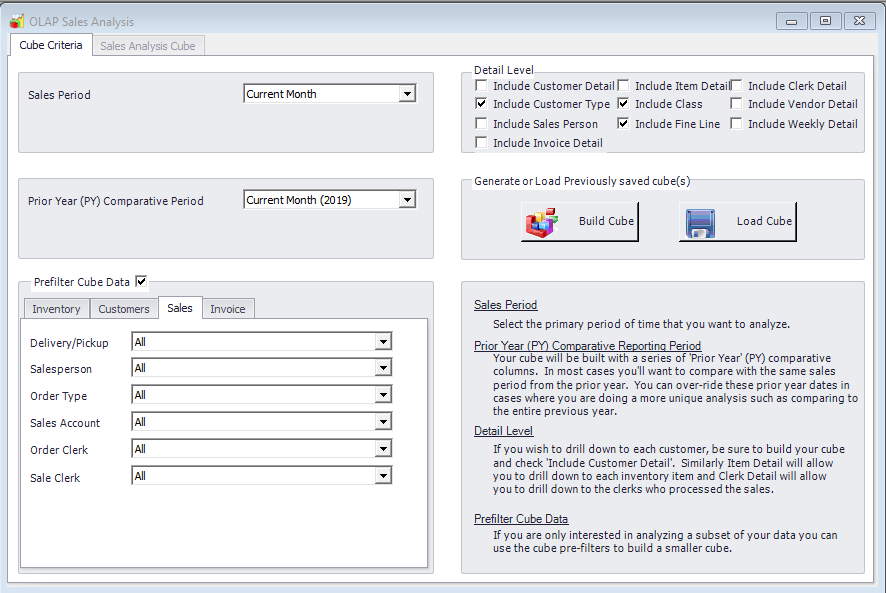 OLAP Sales Analysis
Cube Criteria
Sales Analysis Cube
Sales Period
Current Month
Detail Level
Include Customer Detail
Include Item Detail
Include Clerk Detail
Include Customer Type
Include Class
Include Vendor Detail
Include Sales Person
Include Fine Line
Include Weekly Detail
Include Invoice Detail
Prior Year (PY) Comparative Period
Current Month (2019)
Generate or Load Previously saved cube(s)
Build Cube
Load Cube
Prefilter Cube Data
Inventory
Customers
Sales
Invoice
Delivery/Pickup
All
Salesperson
All
Order Type
All
Sales Account
All
Order Clerk
All
Sale Clerk
All
Sales Period
Select the primary period of time that you want to analyze.
Prior Year (PY) Comparative Reporting Period
Your cube will be built with a series of 'Prior Year' (PY) comparative
columns. In most cases you'll want to compare with the same sales
period from the prior year. You can over-ride these prior year dates in
cases where you are doing a more unique analysis such as comparing to
the entire previous year.
Detail Level
If you wish to drill down to each customer, be sure to build your cube
and check 'Include Customer Detail'. Similarly Item Detail will allow
you to drill down to each inventory item and Clerk Detail will allow
you to drill down to the clerks who processed the sales.
Prefilter Cube Data
If you are only interested in analyzing a subset of your data you can
use the cube pre-filters to build a smaller cube.